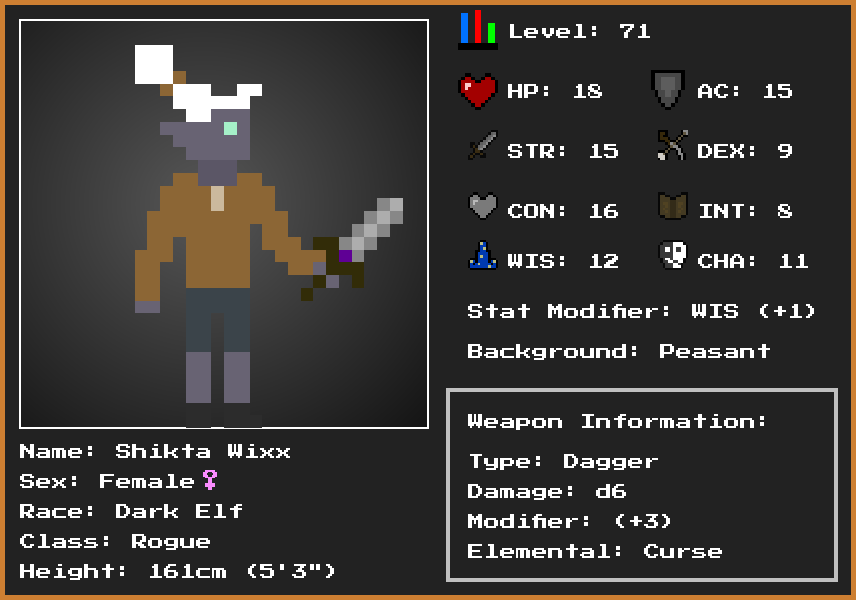 Level: 71
HP: 18 AC: 15
STR: 15 DEX: 9
CON: 16 INT: 8
WIS: 12 CHA: 11
Stat Modifier: WIS (+1)
Background: Peasant
Weapon Information:
Type: Dagger
Damage: d6
Modifier: (+3)
Elemental: Curse
Name: Shikta Wixx
Sex: Female♀
Race: Dark Elf
Class: Rogue
Height: 161cm (5'3")